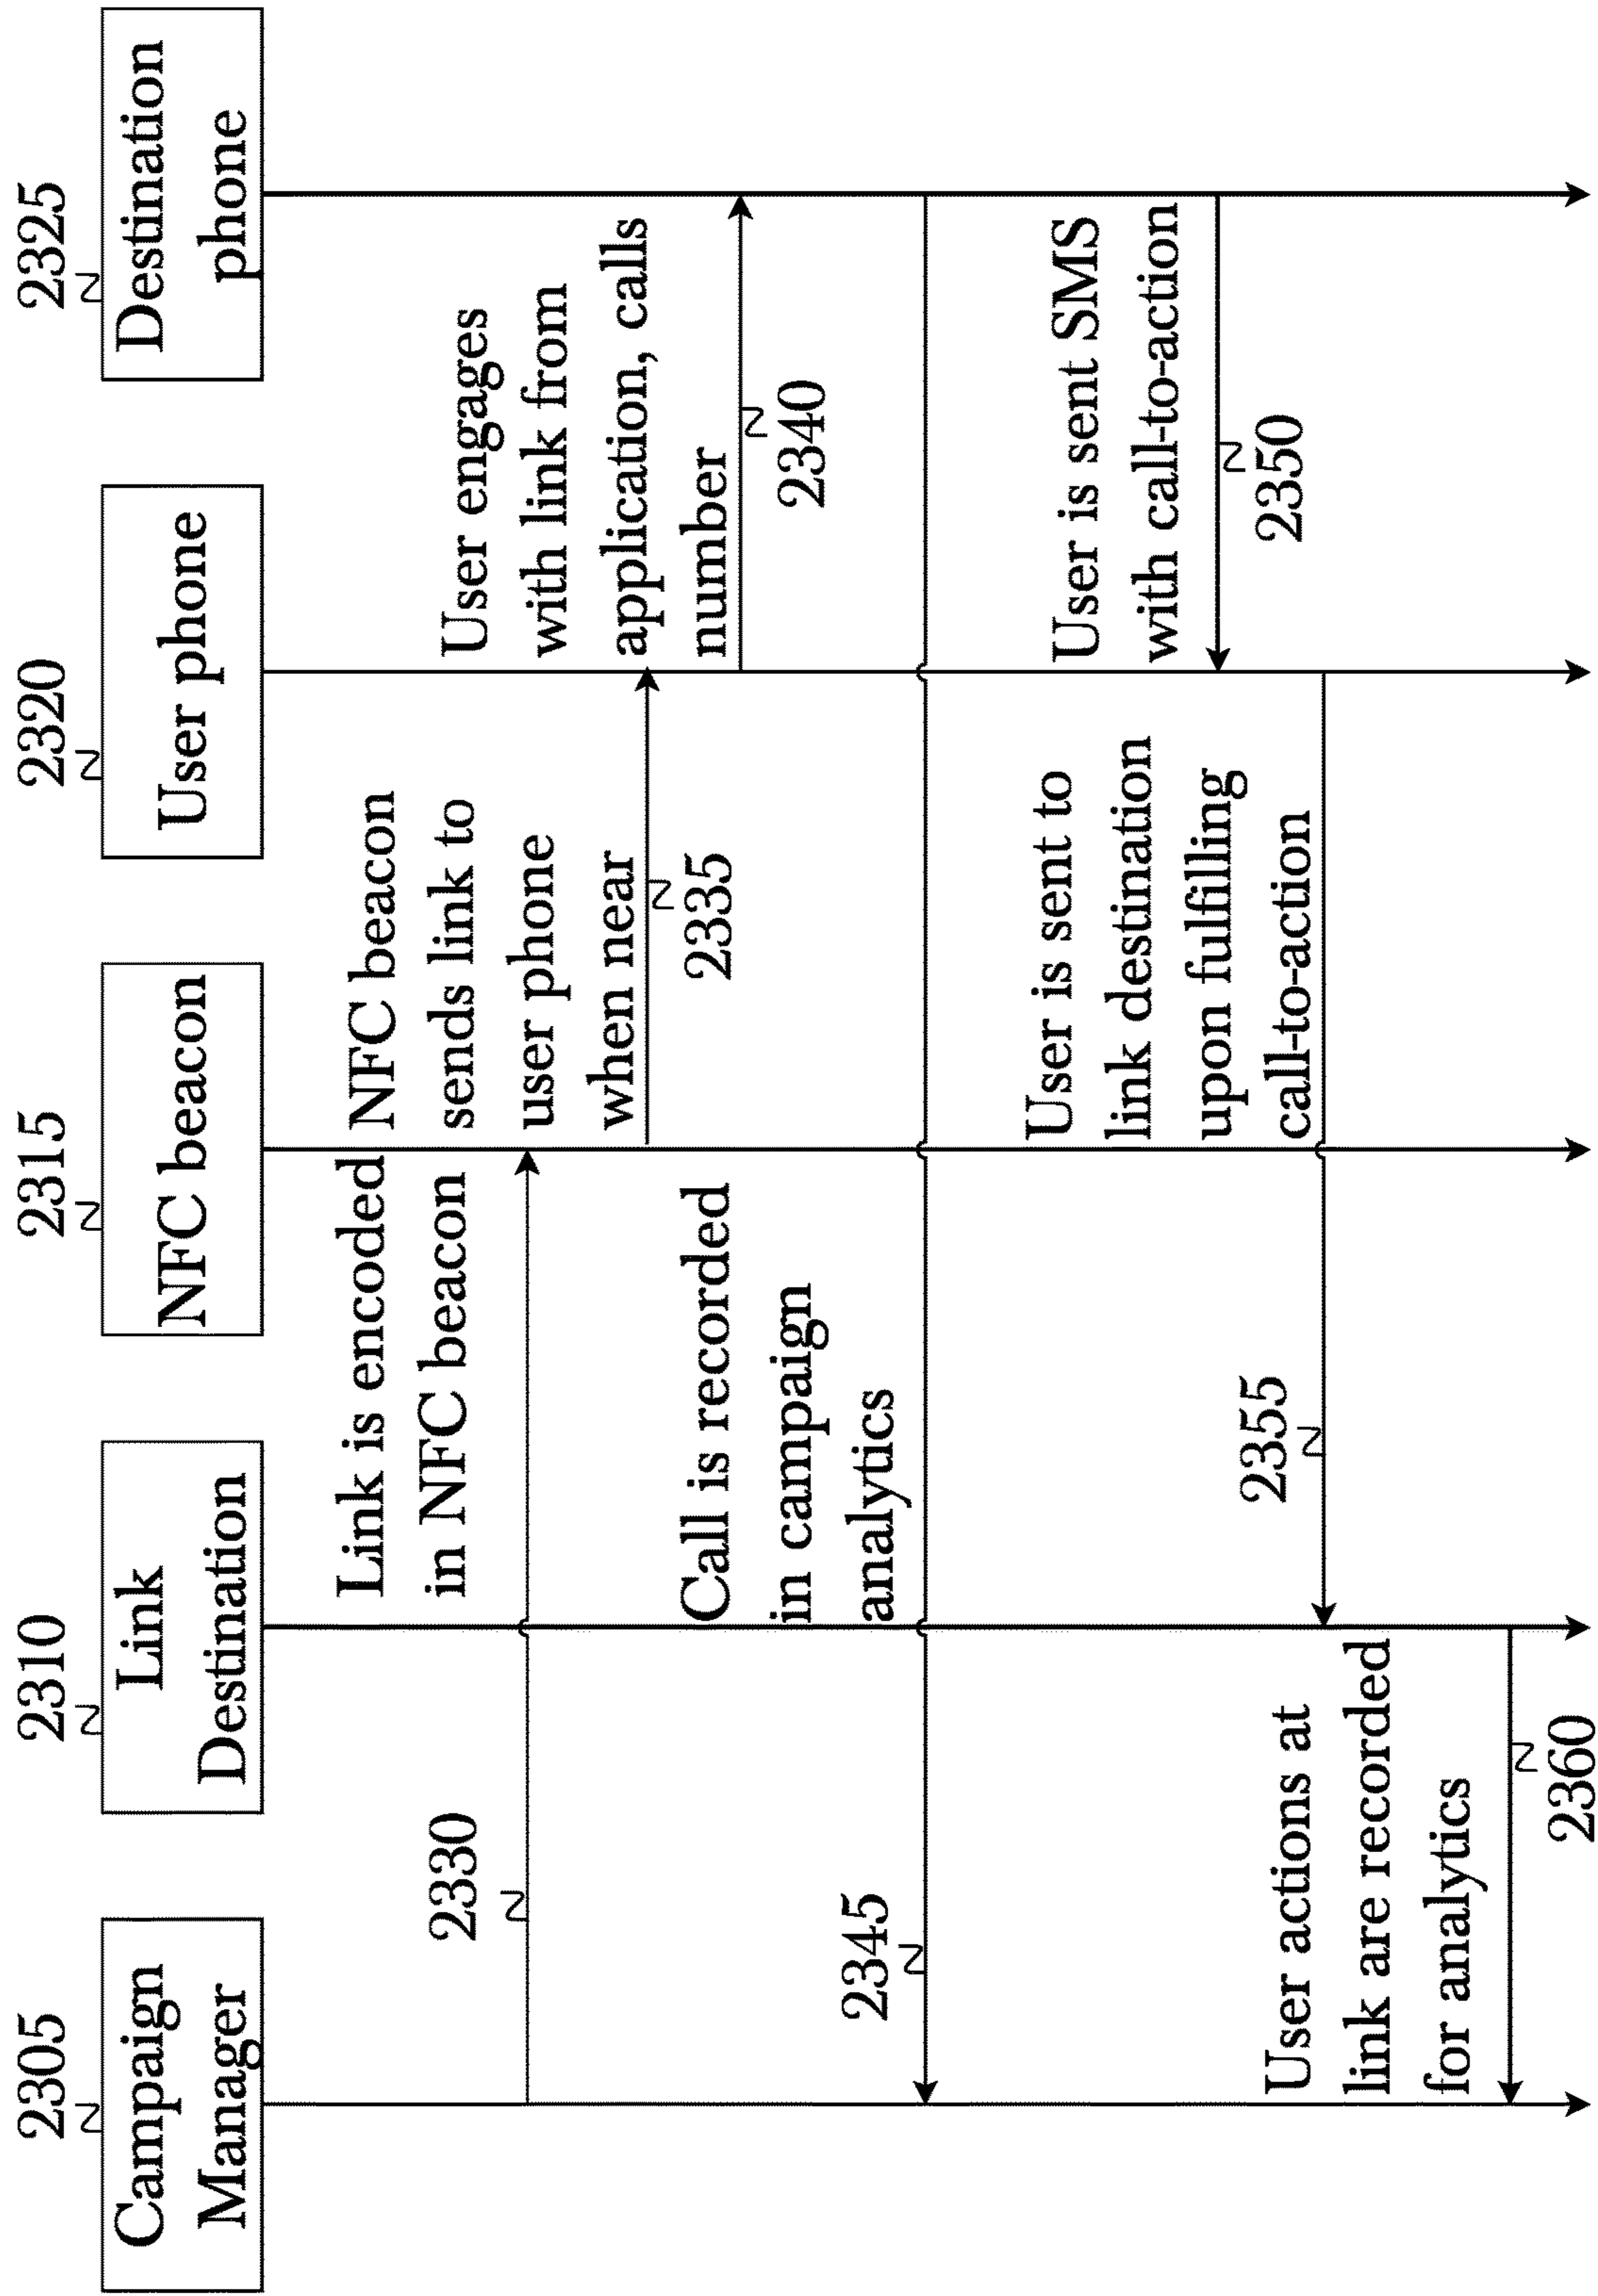 2305
Campaign
Manager
2310
Link
Destination
2315
NFC beacon
2320
User phone
2325
Destination
phone
2330
Link is encoded
in NFC beacon
NFC beacon
sends link to
user phone
when near
2335
User engages
with link from
application, calls
number
2340
2345
Call is recorded
in campaign
analytics
User is sent SMS
with call-to-action
2350
User is sent to
link destination
upon fulfilling
call-to-action
2355
User actions at
link are recorded
for analytics
2360